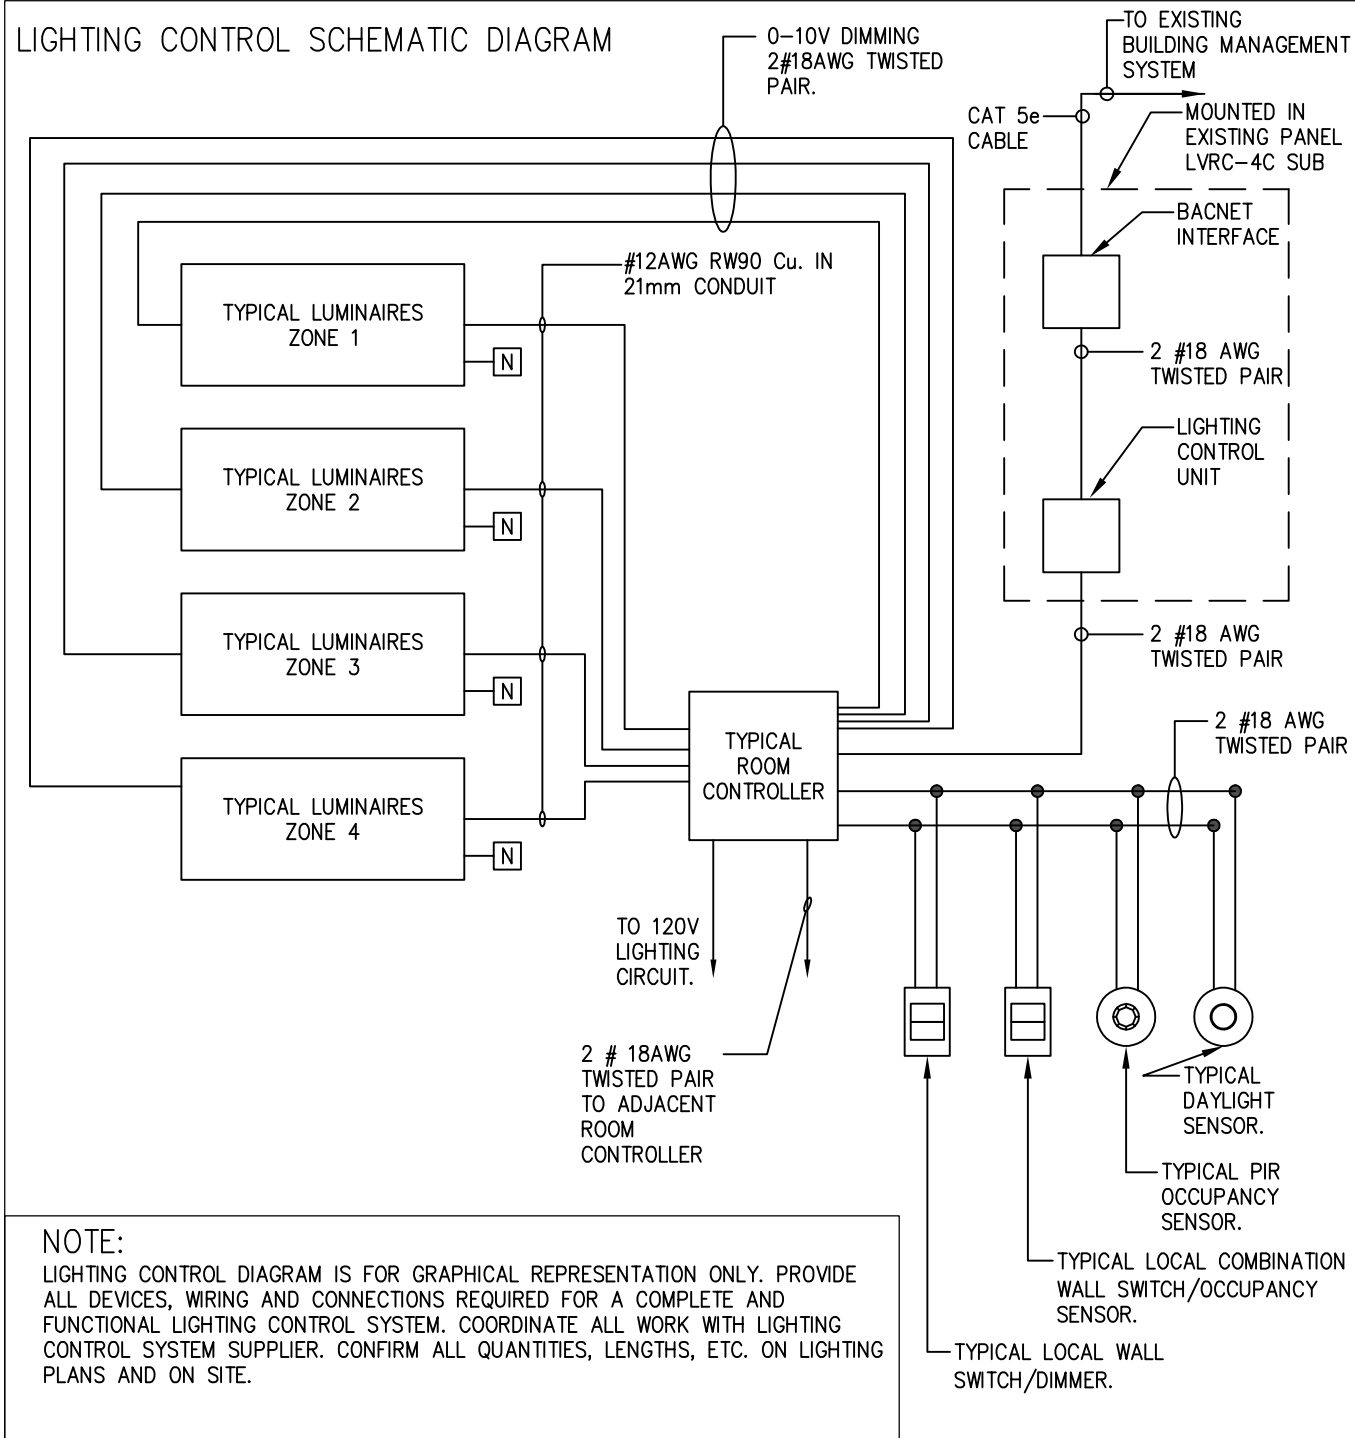 LIGHTING CONTROL SCHEMATIC DIAGRAM
0-10V DIMMING
2#18AWG TWISTED
PAIR.
TO EXISTING
BUILDING MANAGEMENT
SYSTEM
CAT 5e
CABLE
MOUNTED IN
EXISTING PANEL
LVRC-4C SUB
BACNET
INTERFACE
#12AWG RW90 Cu. IN
21mm CONDUIT
TYPICAL LUMINAIRES
ZONE 1
N
2 #18 AWG
TWISTED PAIR
LIGHTING
CONTROL
UNIT
TYPICAL LUMINAIRES
ZONE 2
N
TYPICAL LUMINAIRES
ZONE 3
N
2 #18 AWG
TWISTED PAIR
2 #18 AWG
TWISTED PAIR
TYPICAL
ROOM
CONTROLLER
TYPICAL LUMINAIRES
ZONE 4
N
TO 120V
LIGHTING
CIRCUIT.
2 # 18AWG
TWISTED PAIR
TO ADJACENT
ROOM
CONTROLLER
TYPICAL
DAYLIGHT
SENSOR.
TYPICAL PIR
OCCUPANCY
SENSOR.
TYPICAL LOCAL COMBINATION
WALL SWITCH/OCCUPANCY
SENSOR.
TYPICAL LOCAL WALL
SWITCH/DIMMER.
NOTE:
LIGHTING CONTROL DIAGRAM IS FOR GRAPHICAL REPRESENTATION ONLY. PROVIDE
ALL DEVICES, WIRING AND CONNECTIONS REQUIRED FOR A COMPLETE AND
FUNCTIONAL LIGHTING CONTROL SYSTEM. COORDINATE ALL WORK WITH LIGHTING
CONTROL SYSTEM SUPPLIER. CONFIRM ALL QUANTITIES, LENGTHS, ETC. ON LIGHTING
PLANS AND ON SITE.